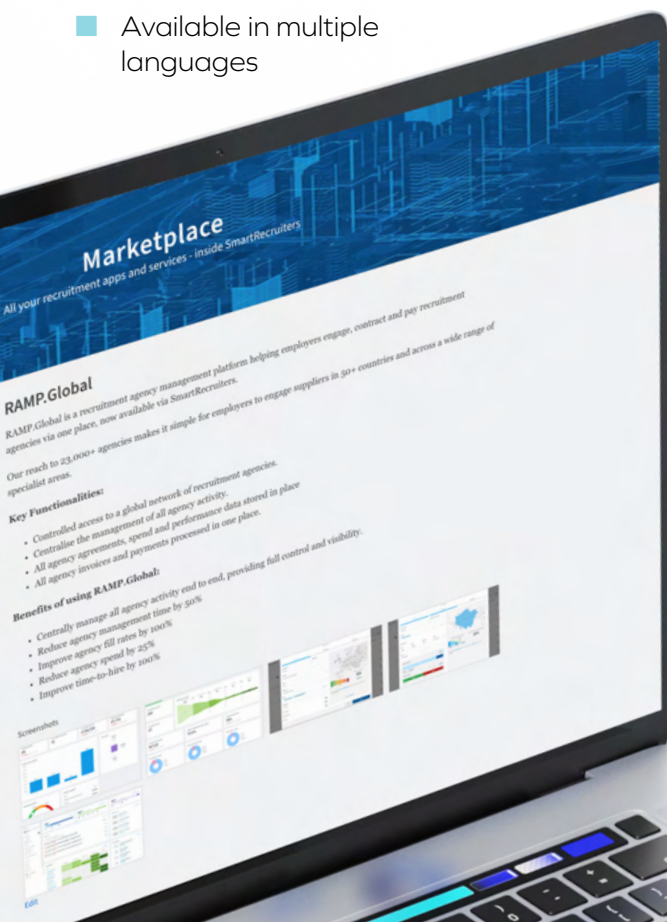 Available in multiple
languages
Marketplace
All your recruitment apps and services - inside SmartRecruiters
RAMP.Global
RAMP.Global is a recruitment agency management platform helping employers engage, contract and pay recruitment
agencies via one place, now available via SmartRecruiters.
Our reach to 23,000+ agencies makes it simple for employers to engage suppliers in 50+ countries and across a wide range of
specialist areas.
Key Functionalities:
• Controlled access to a global network of recruitment agencies.
• Centralise the management of all agency activity.
• All agency agreements, spend and performance data stored in place
• All agency invoices and payments processed in one place.
Benefits of using RAMP.Global:
• Centrally manage all agency activity end to end, providing full control and visibility.
• Reduce agency management time by 50%
• Improve agency fill rates by 100%
• Reduce agency spend by 25%
• Improve time-to-hire by 100%
Screenshots
Edit